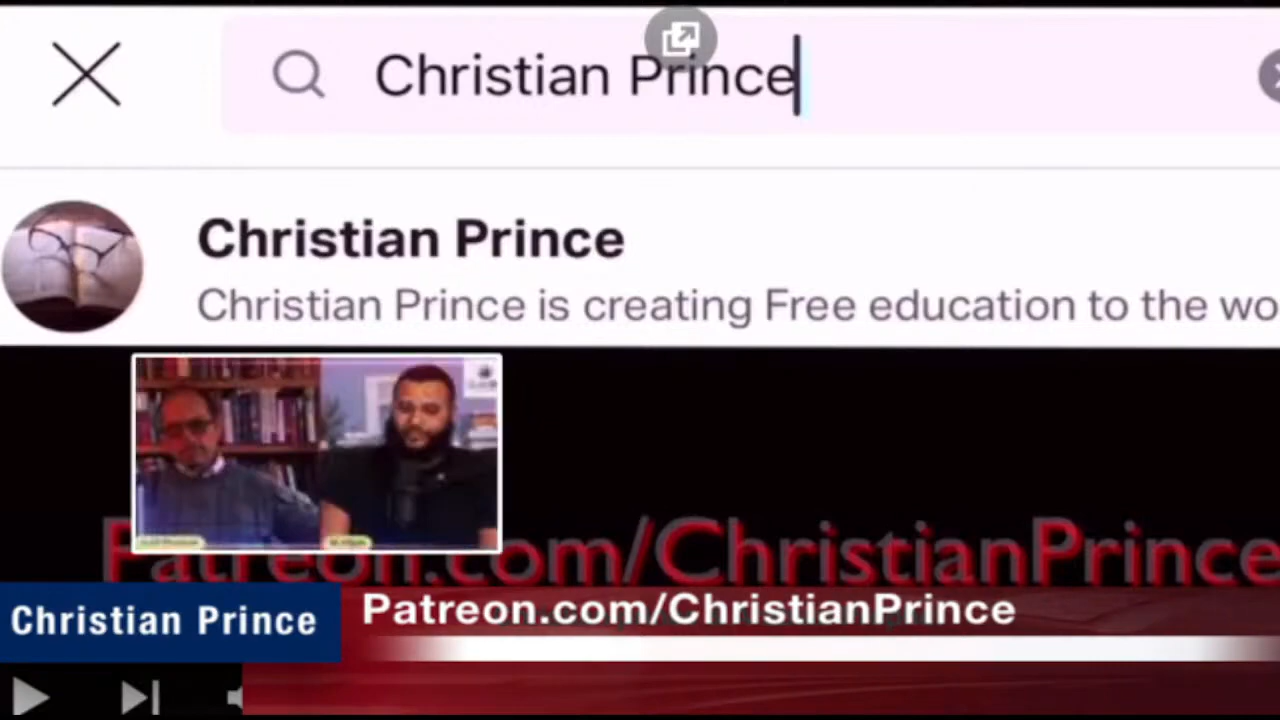 Christian Prince
Christian Prince
Christian Prince is creating Free education to the wo
Patreon.com/ChristianPrince
Christian Prince
Patreon.com/ChristianPrince